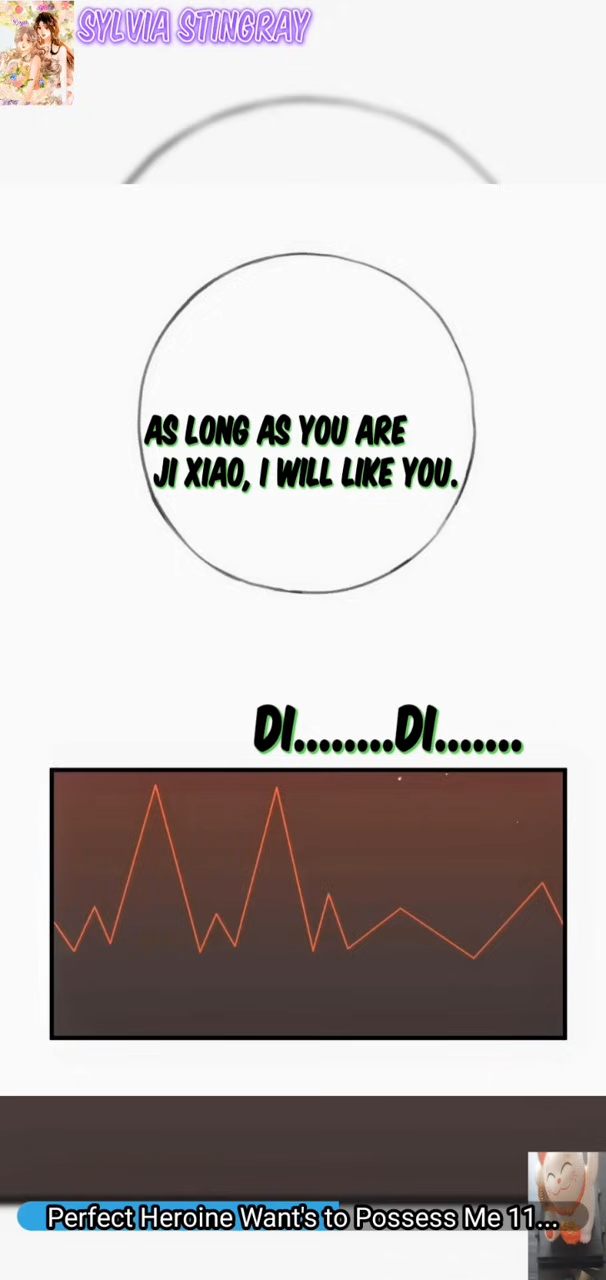 SYLVIA STINGRAY
AS LONG AS YOU ARE
JI XIAO, I WILL LIKE YOU.
DI........DI.......
Perfect Heroine Want's to Possess Me 11...